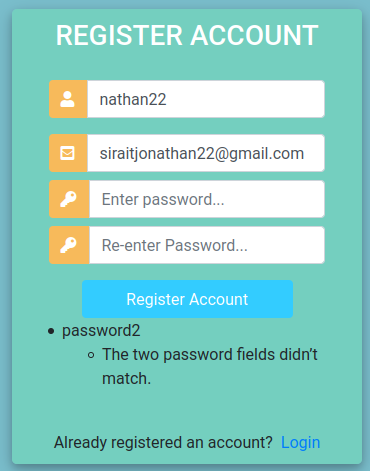 REGISTER ACCOUNT
nathan22
siraitjonathan22@gmail.com
Enter password...
Re-enter Password...
Register Account
password2
The two password fields didn't
match.
Already registered an account? Login